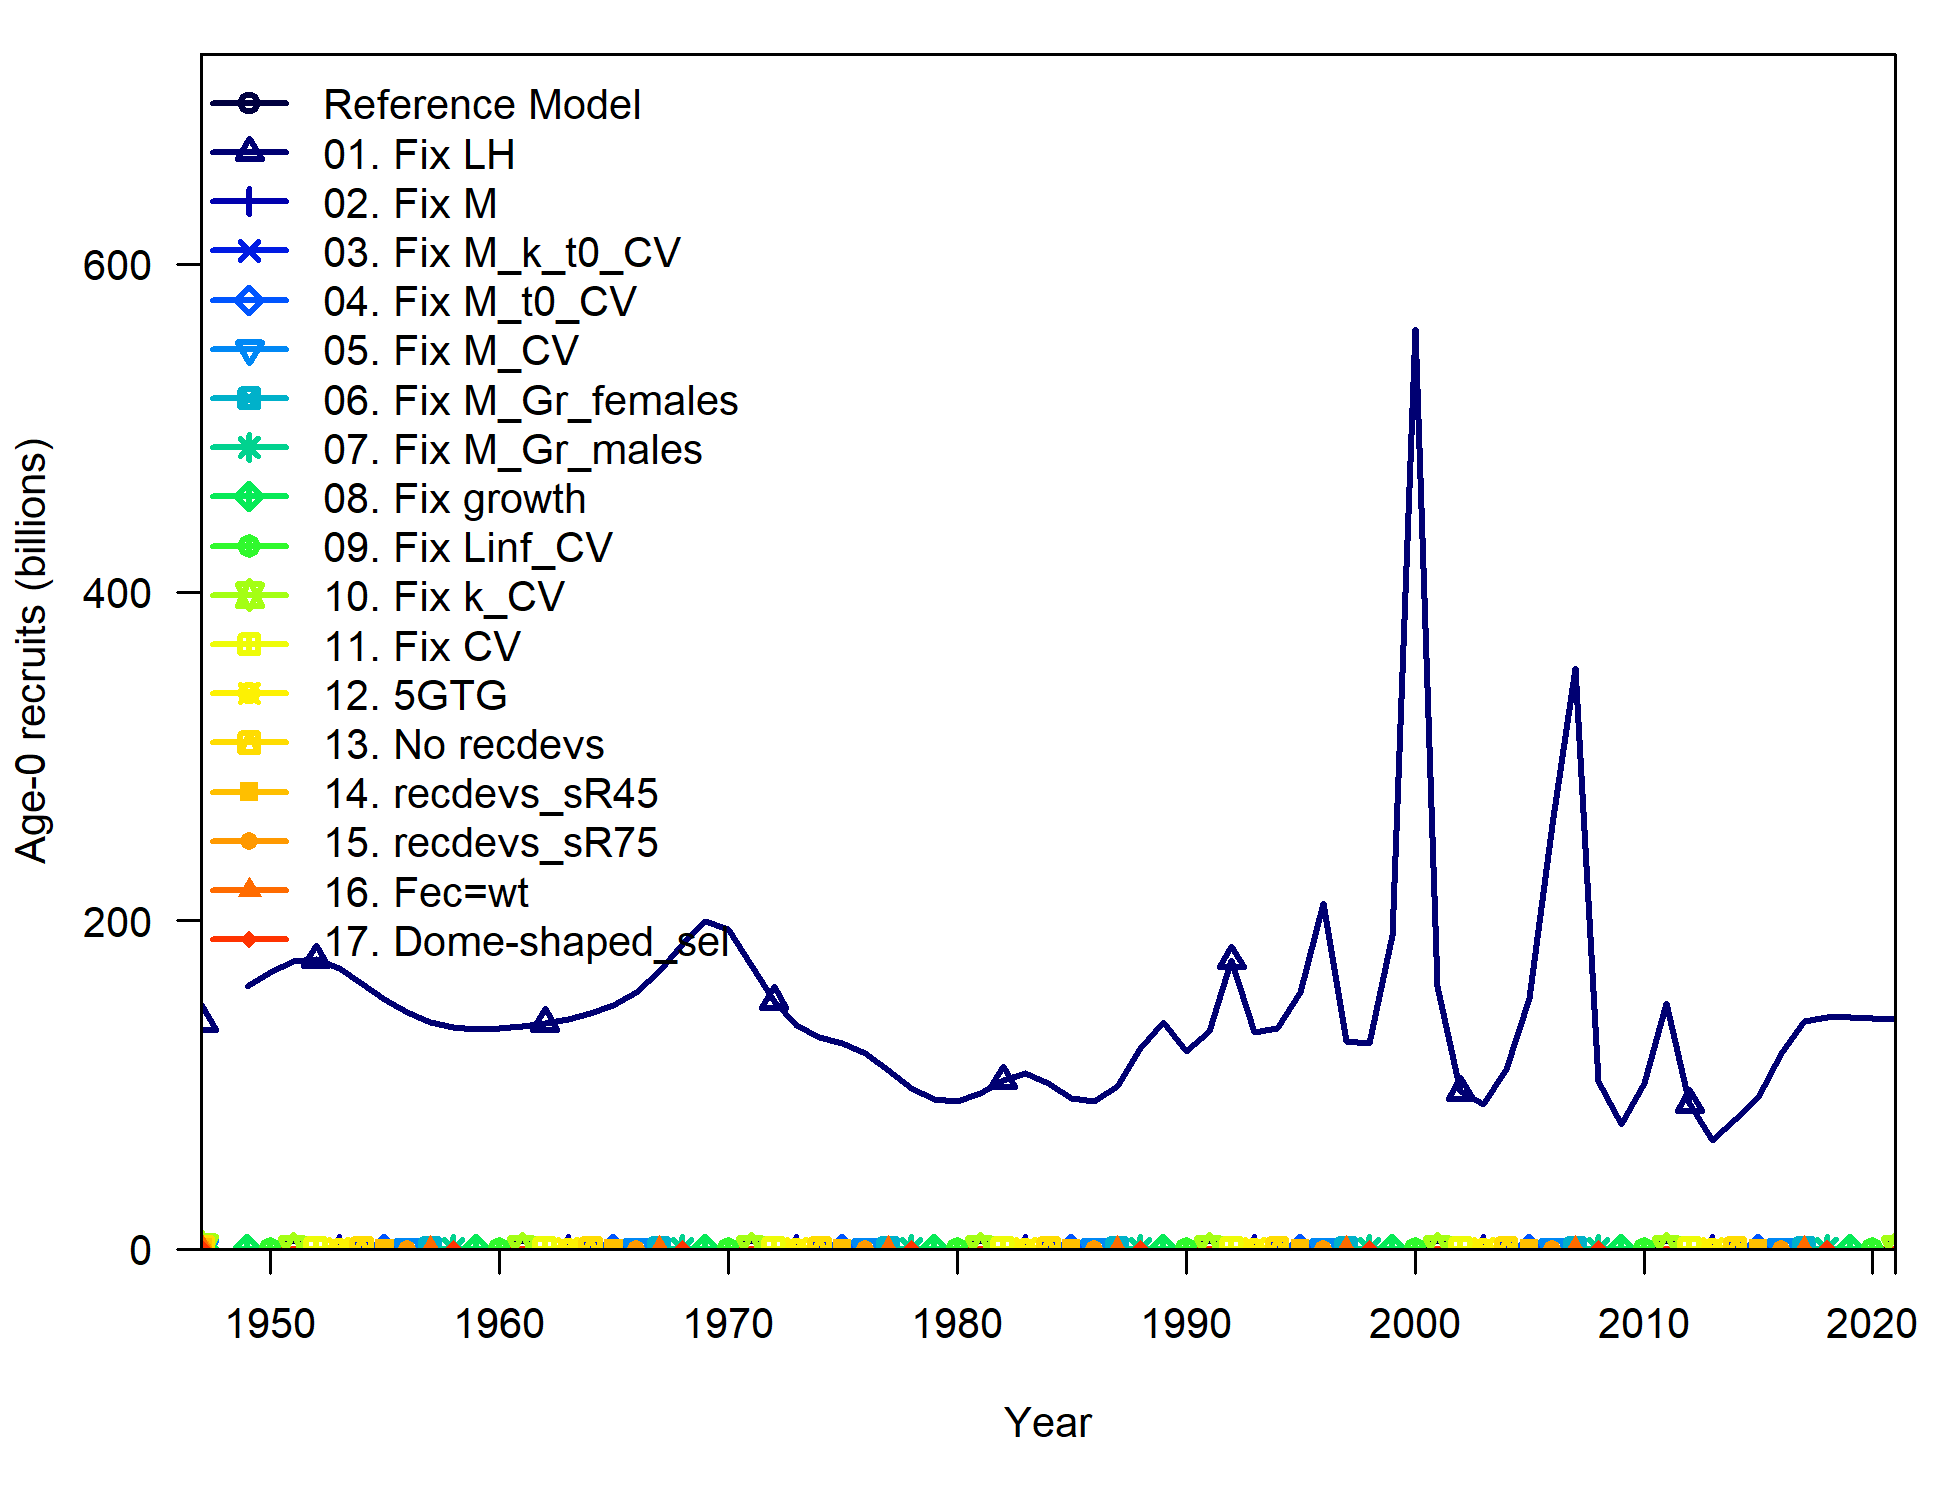 Reference Model
01. Fix LH
02. Fix M
03. Fix M_k_t0_CV
04. Fix M_t0_CV
05. Fix M_CV
06. Fix M_Gr_females
07. Fix M_Gr_males
08. Fix growth
09. Fix Linf_CV
10. Fix k_CV
11. Fix CV
12. 5GTG
13. No recdevs
14. recdevs_sR45
15. recdevs_sR75
16. Fec=wt
17. Dome-shaped_sel
Age-0 recruits (billions)
600
400
200
0
1950 1960 1970 1980 1990 2000 2010 2020
Year